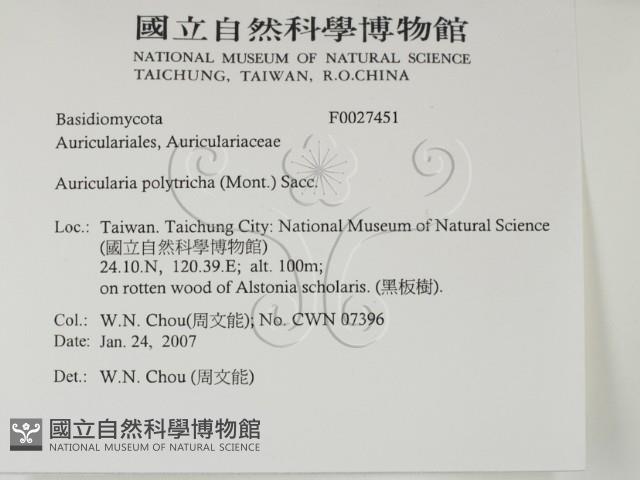 國立自然科學博物館
NATIONAL MUSEUM OF NATURAL SCIENCE
TAICHUNG, TAIWAN, R.O.CHINA
Basidiomycota F0027451
Auriculariales, Auriculariaceae
Auricularia polytricha (Mont.) Sacc.
Loc.: Taiwan. Taichung City: National Museum of Natural Science
(國立自然科學博物館)
24.10.N, 120.39.E; alt. 100m;
on rotten wood of Alstonia scholaris. (黑板樹).
Col.: W.N. Chou(周文能); No. CWN 07396
Date: Jan. 24, 2007
Det.: W.N. Chou (周文能)
國立自然科學博物館
NATIONAL MUSEUM OF NATURAL SCIENCE